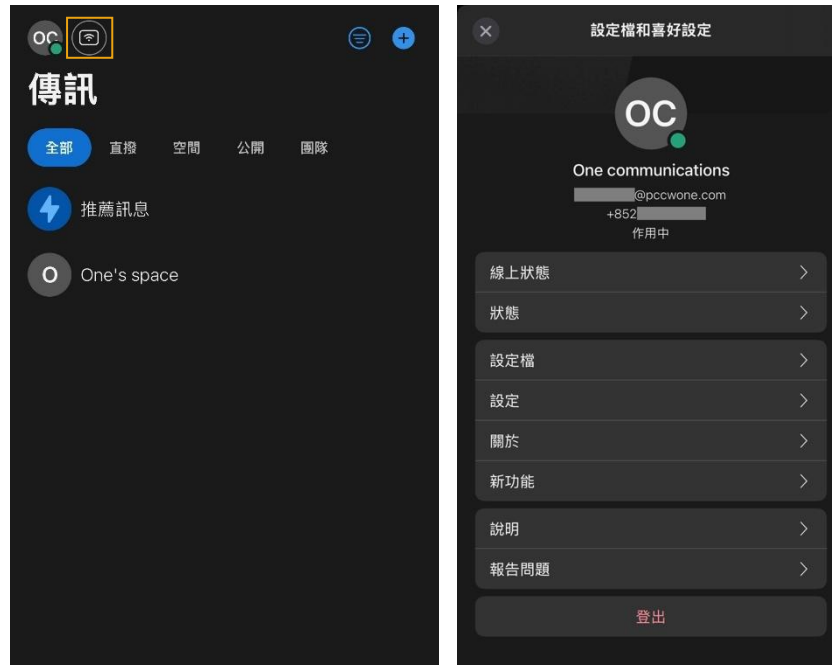 OC
傳訊
全部 直撥 空間 公開 團隊
推薦訊息
O One's space
設定檔和喜好設定
OC
One communications
@pccwone.com
+852
作用中
線上狀態
狀態
設定檔
設定
關於
新功能
說明
報告問題
登出